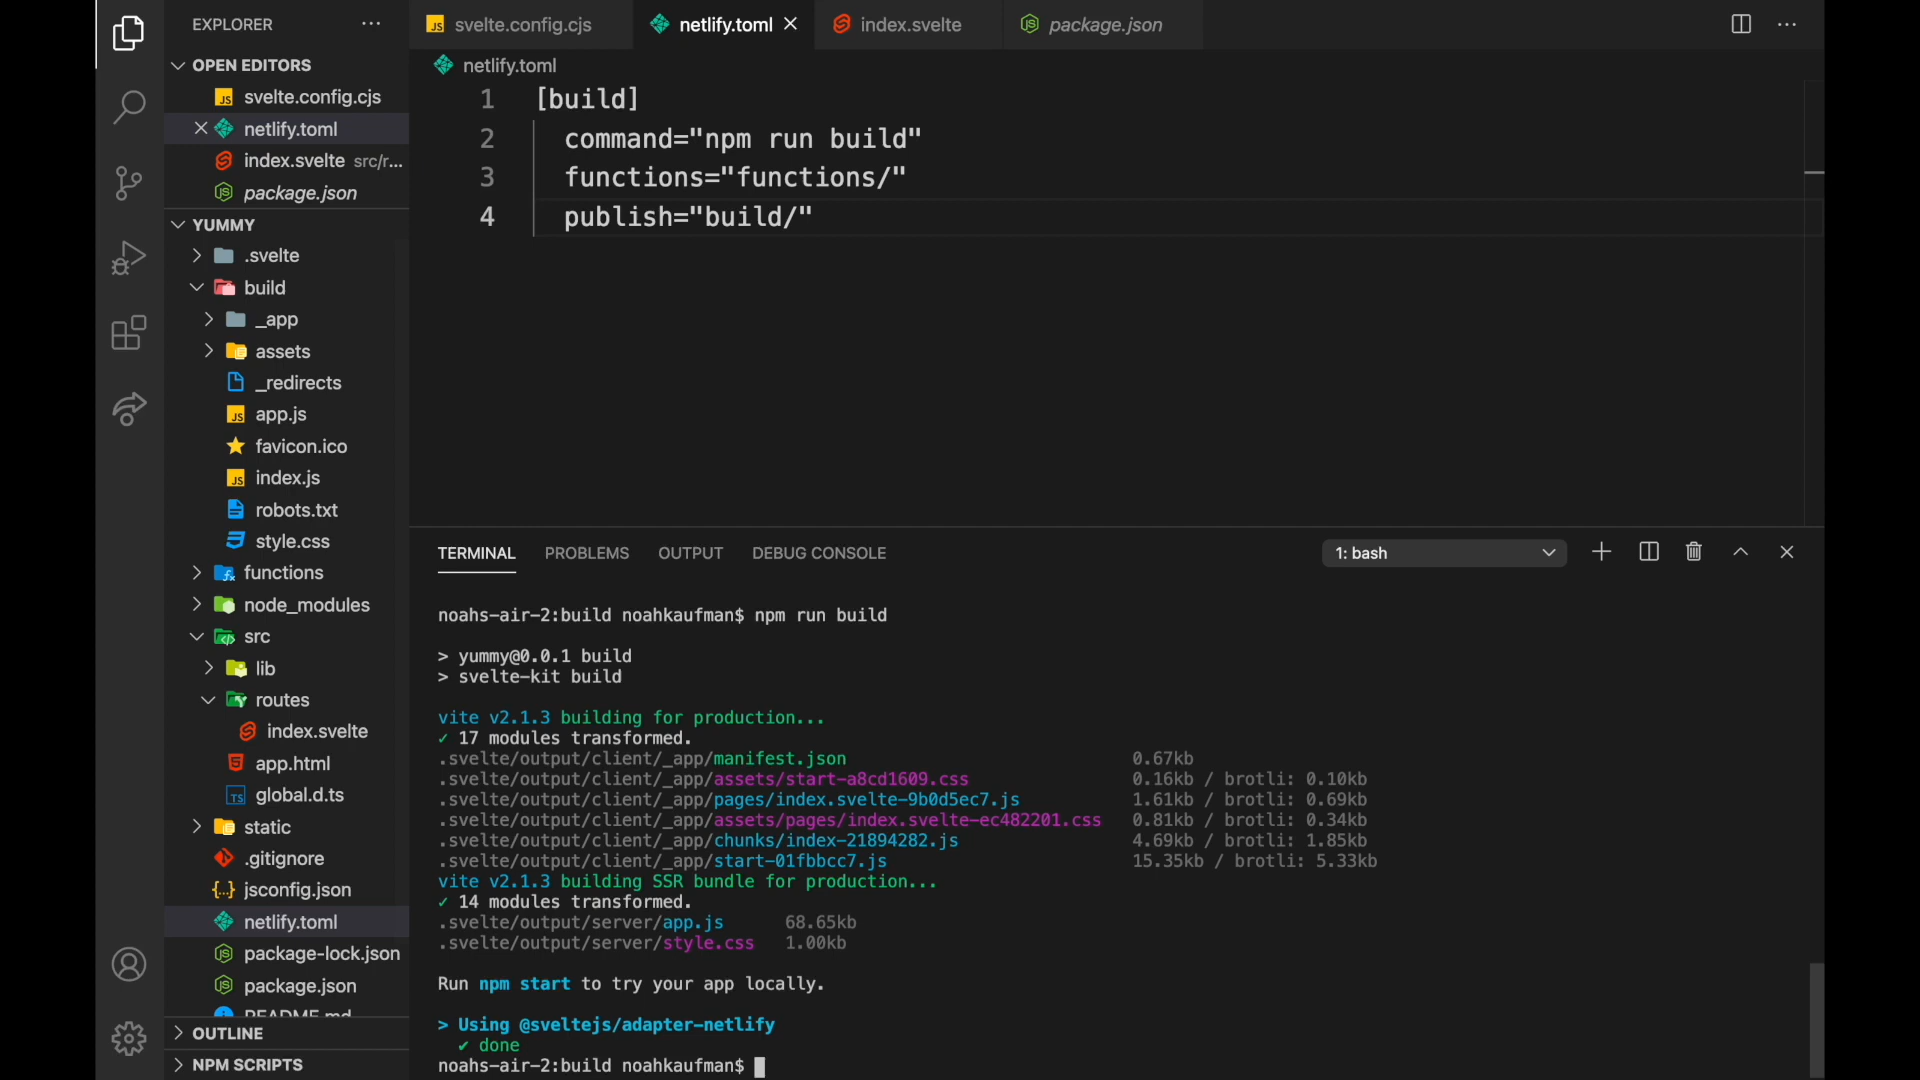 EXPLORER
OPEN EDITORS
svelte.config.cjs
netlify.toml
index.svelte src/r...
package.json
YUMMY
.svelte
build
_app
assets
_redirects
app.js
favicon.ico
index.js
robots.txt
style.css
functions
node_modules
src
lib
routes
index.svelte
app.html
global.d.ts
static
.gitignore
jsconfig.json
netlify.toml
package-lock.json
package.json
README.md
OUTLINE
NPM SCRIPTS
svelte.config.cjs
netlify.toml
index.svelte
package.json
netlify.toml
1 [build]
2 command="npm run build"
3 functions="functions/"
4 publish="build/"
TERMINAL PROBLEMS OUTPUT DEBUG CONSOLE 1: bash
noahs-air-2:build noahkaufman$ npm run build
> yummy@0.0.1 build
> svelte-kit build
vite v2.1.3 building for production...
✓ 17 modules transformed.
.svelte/output/client/_app/manifest.json 0.67kb
.svelte/output/client/_app/assets/start-a8cd1609.css 0.16kb / brotli: 0.10kb
.svelte/output/client/_app/pages/index.svelte-9b0d5ec7.js 1.61kb / brotli: 0.69kb
.svelte/output/client/_app/assets/pages/index.svelte-ec482201.css 0.81kb / brotli: 0.34kb
.svelte/output/client/_app/chunks/index-21894282.js 4.69kb / brotli: 1.85kb
.svelte/output/client/_app/start-01fbbcc7.js 15.35kb / brotli: 5.33kb
vite v2.1.3 building SSR bundle for production...
✓ 14 modules transformed.
.svelte/output/server/app.js 68.65kb
.svelte/output/server/style.css 1.00kb
Run npm start to try your app locally.
> Using @sveltejs/adapter-netlify
✔ done
noahs-air-2:build noahkaufman$